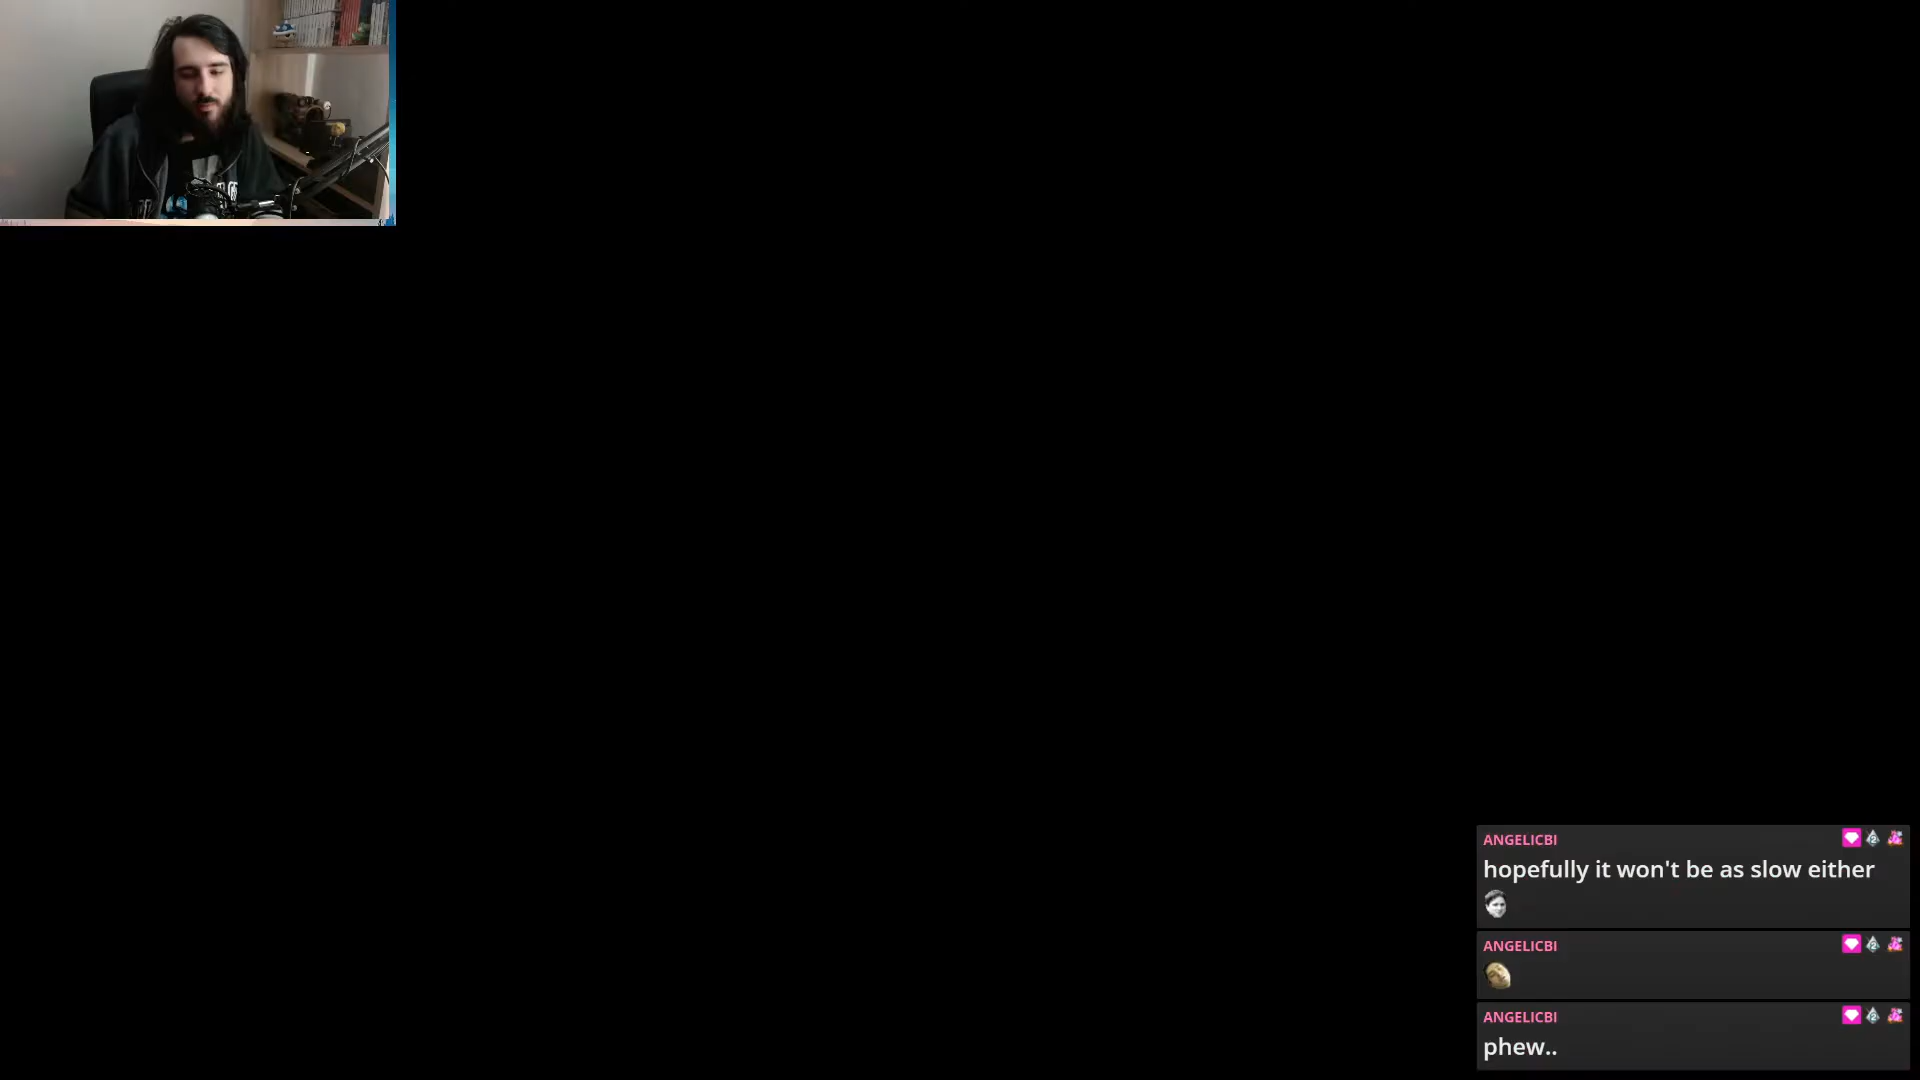 ANGELICBI
hopefully it won't be as slow either
ANGELICBI
ANGELICBI
phew..